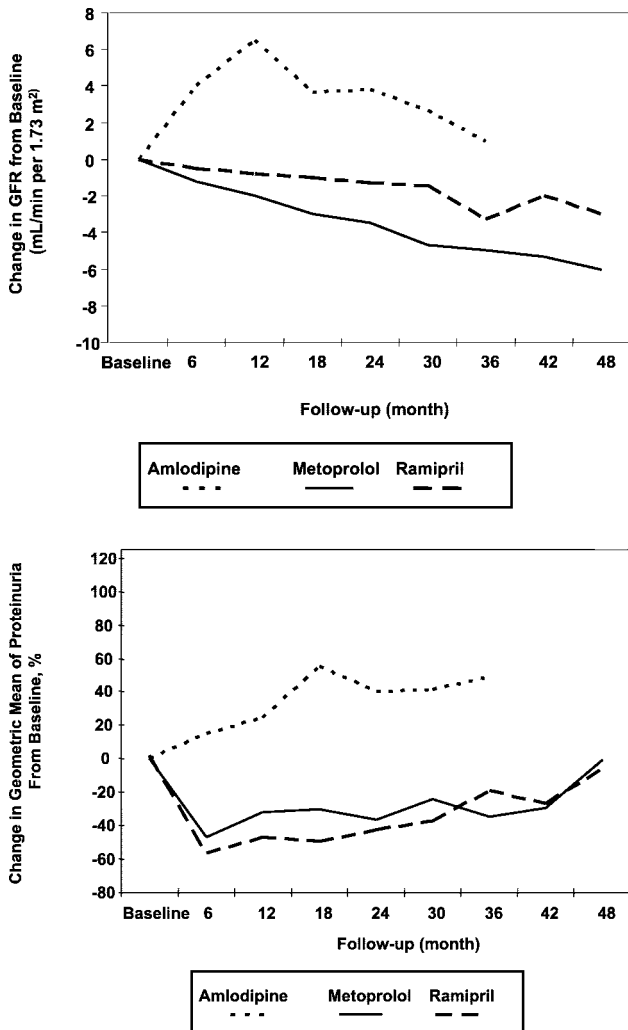 8
6
4
2
0
-2
-4
-6
-8
-10
Change in GFR from Baseline
(mL/min per 1.73 m²)
Baseline 6 12 18 24 30 36 42 48
Follow-up (month)
Amlodipine Metoprolol Ramipril
120
100
80
60
40
20
0
-20
-40
-60
-80
Change in Geometric Mean of Proteinuria
From Baseline, %
Baseline 6 12 18 24 30 36 42 48
Follow-up (month)
Amlodipine Metoprolol Ramipril